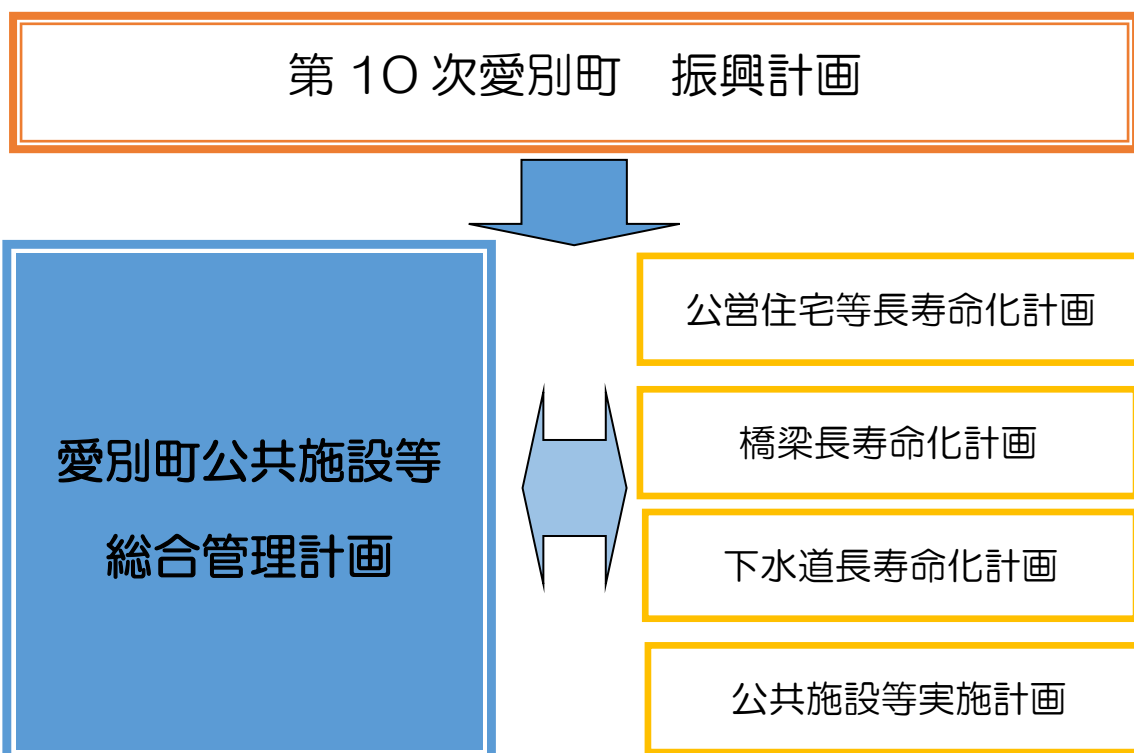 第 10 次愛別町　振興計画
愛別町公共施設等
総合管理計画
公営住宅等長寿命化計画
橋梁長寿命化計画
下水道長寿命化計画
公共施設等実施計画